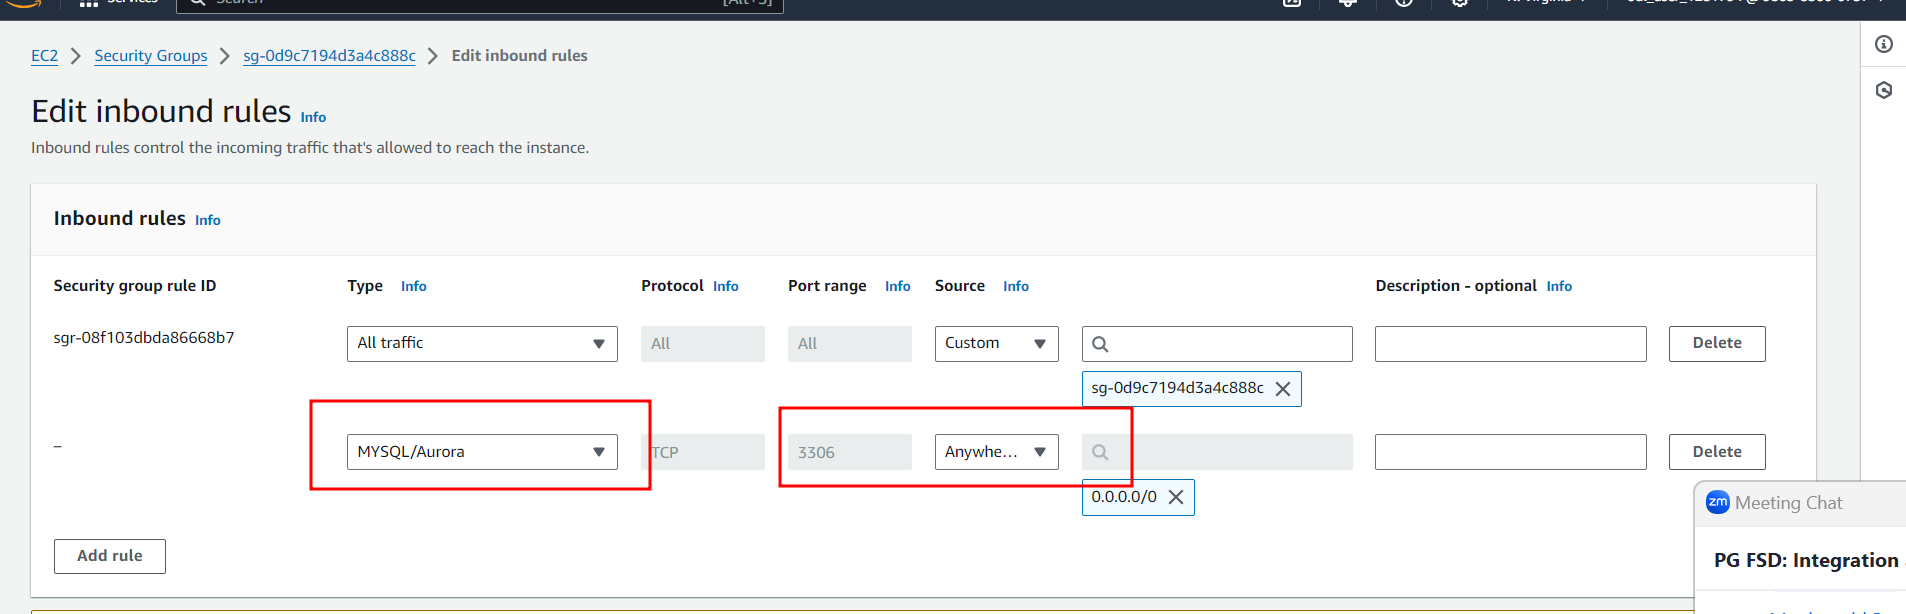 EC2 > Security Groups > sg-0d9c7194d3a4c888c > Edit inbound rules
Edit inbound rules Info
Inbound rules control the incoming traffic that's allowed to reach the instance.
Inbound rules Info
Security group rule ID Type Info Protocol Info Port range Info Source Info Description - optional Info
sgr-08f103dbda86668b7 All traffic All All Custom Delete
sg-0d9c7194d3a4c888c
– MYSQL/Aurora TCP 3306 Anywhe... Delete
0.0.0.0/0
Add rule
zm Meeting Chat
PG FSD: Integration